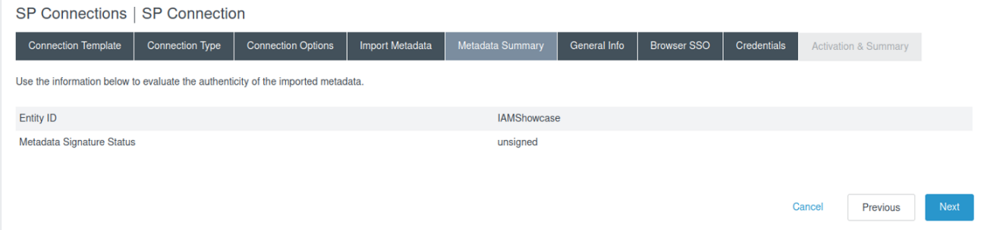 SP Connections | SP Connection
Connection Template Connection Type Connection Options Import Metadata Metadata Summary General Info Browser SSO Credentials Activation & Summary
Use the information below to evaluate the authenticity of the imported metadata.
Entity ID IAMShowcase
Metadata Signature Status unsigned
Cancel Previous Next